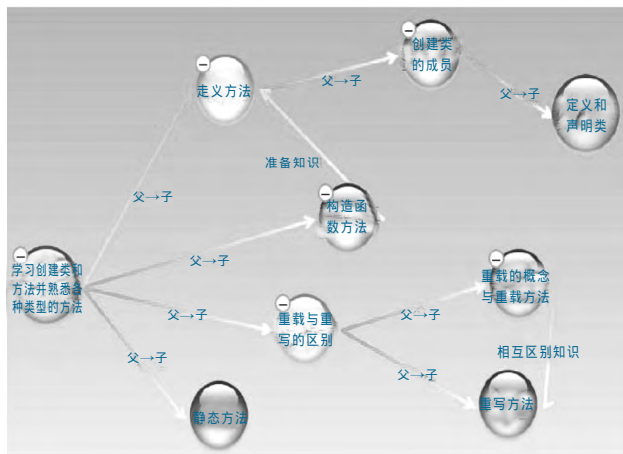 创建类
的成员
走义方法
父→子
父→子
定义和
声明类
准备知识
父→子
构造函
数方法
学习创建类和
方法并熟悉各
种类型的方法
父→子
重载的概念
与重载方法
父→子
重载与重
写的区别
父→子
相互区别知识
父→子
父→子
静态方法
重写方法